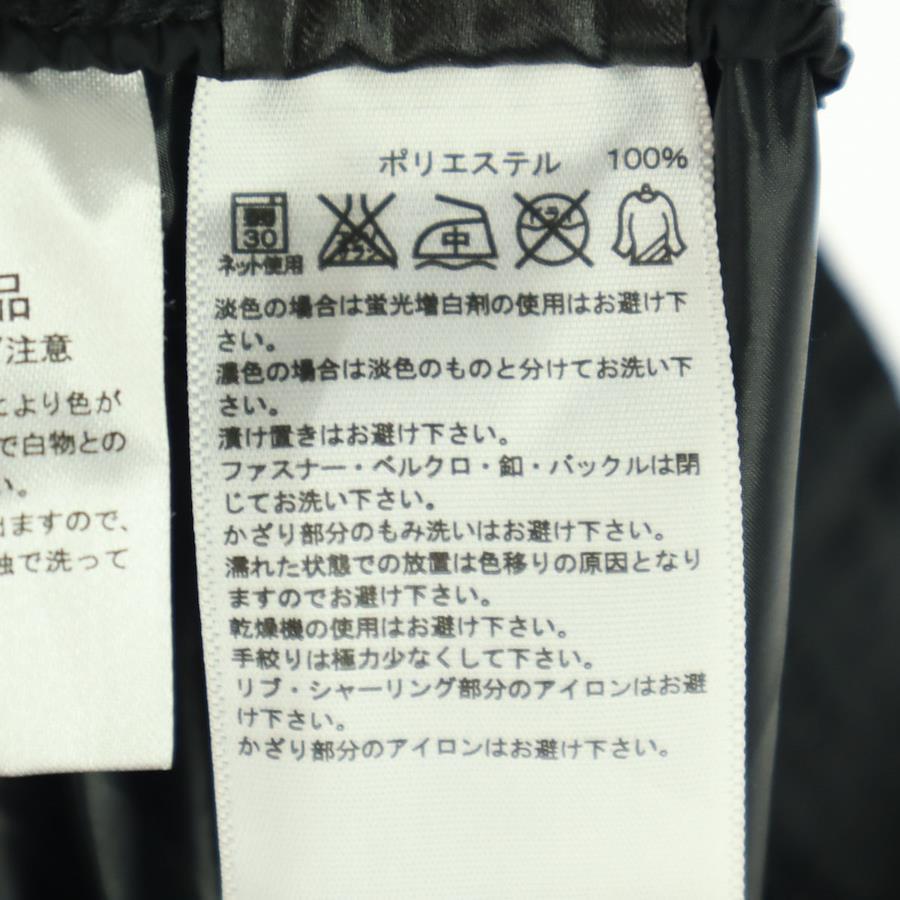 品
注意
により色が
で白物との
い。
出ますので、
独で洗って
ポリエステル 100%
弱 30 中 ドライ
ネット使用
淡色の場合は蛍光増白剤の使用はお避け下
さい。
濃色の場合は淡色のものと分けてお洗い下
さい。
漬け置きはお避け下さい。
ファスナー・ベルクロ・釦・バックルは閉
じてお洗い下さい。
かざり部分のもみ洗いはお避け下さい。
濡れた状態での放置は色移りの原因となり
ますのでお避け下さい。
乾燥機の使用はお避け下さい。
手絞りは極力少なくして下さい。
リブ・シャーリング部分のアイロンはお避
け下さい。
かざり部分のアイロンはお避け下さい。